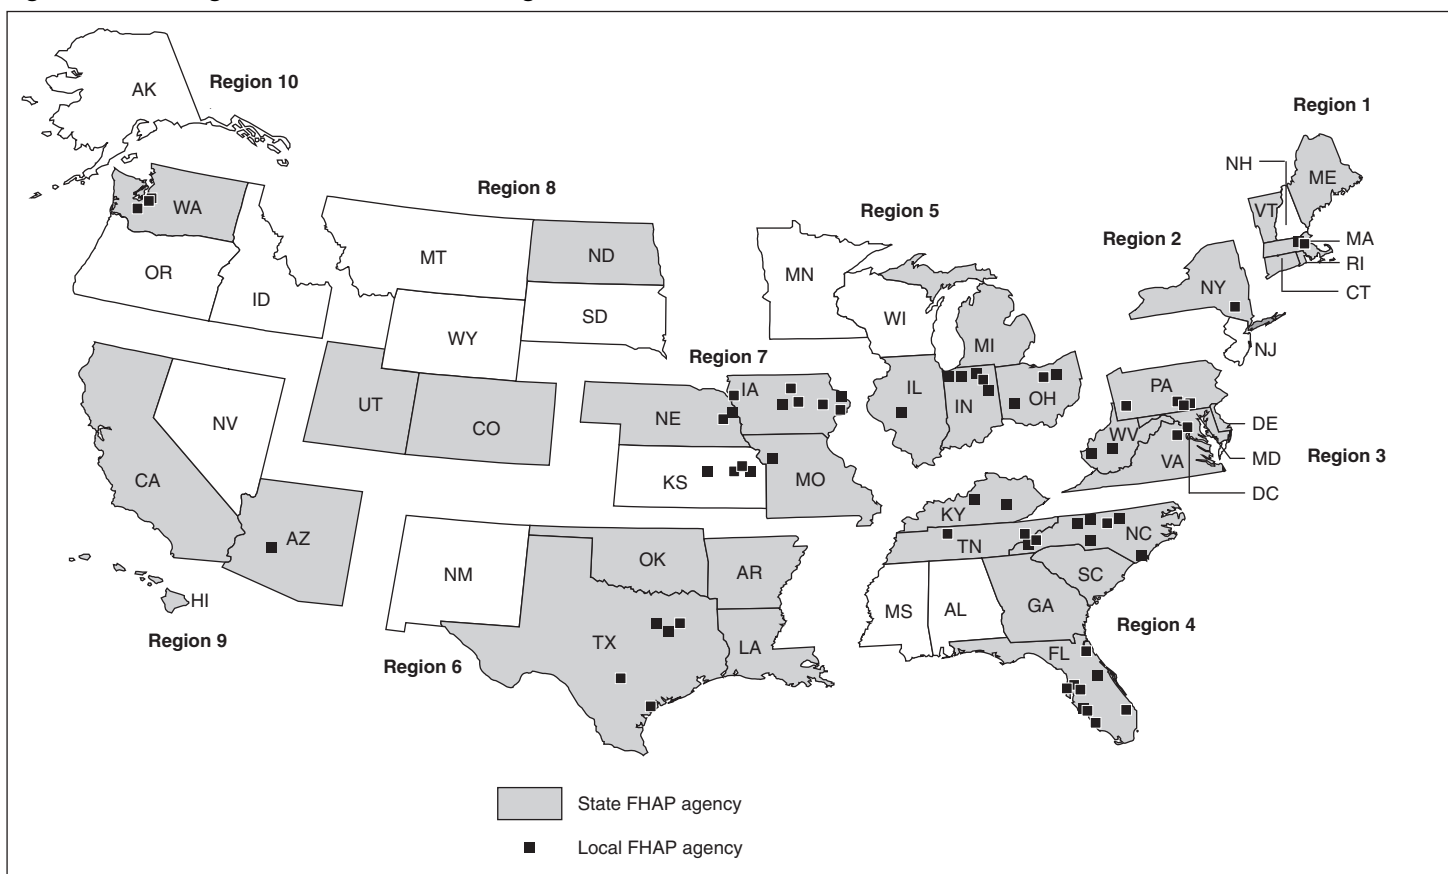 AK
Region 10
Region 1
NH
ME
Region 8
WA
VT
Region 5
Region 2
MA
ND
MT
RI
OR
MN
NY
CT
ID
SD
WI
WY
MI
NJ
Region 7
IA
IL
PA
UT
NE
IN
OH
NV
CO
WV
DE
CA
KS
MO
VA
MD
Region 3
DC
KY
AZ
NC
TN
OK
NM
AR
SC
HI
MS
AL
GA
Region 9
TX
LA
Region 4
FL
Region 6
State FHAP agency
Local FHAP agency